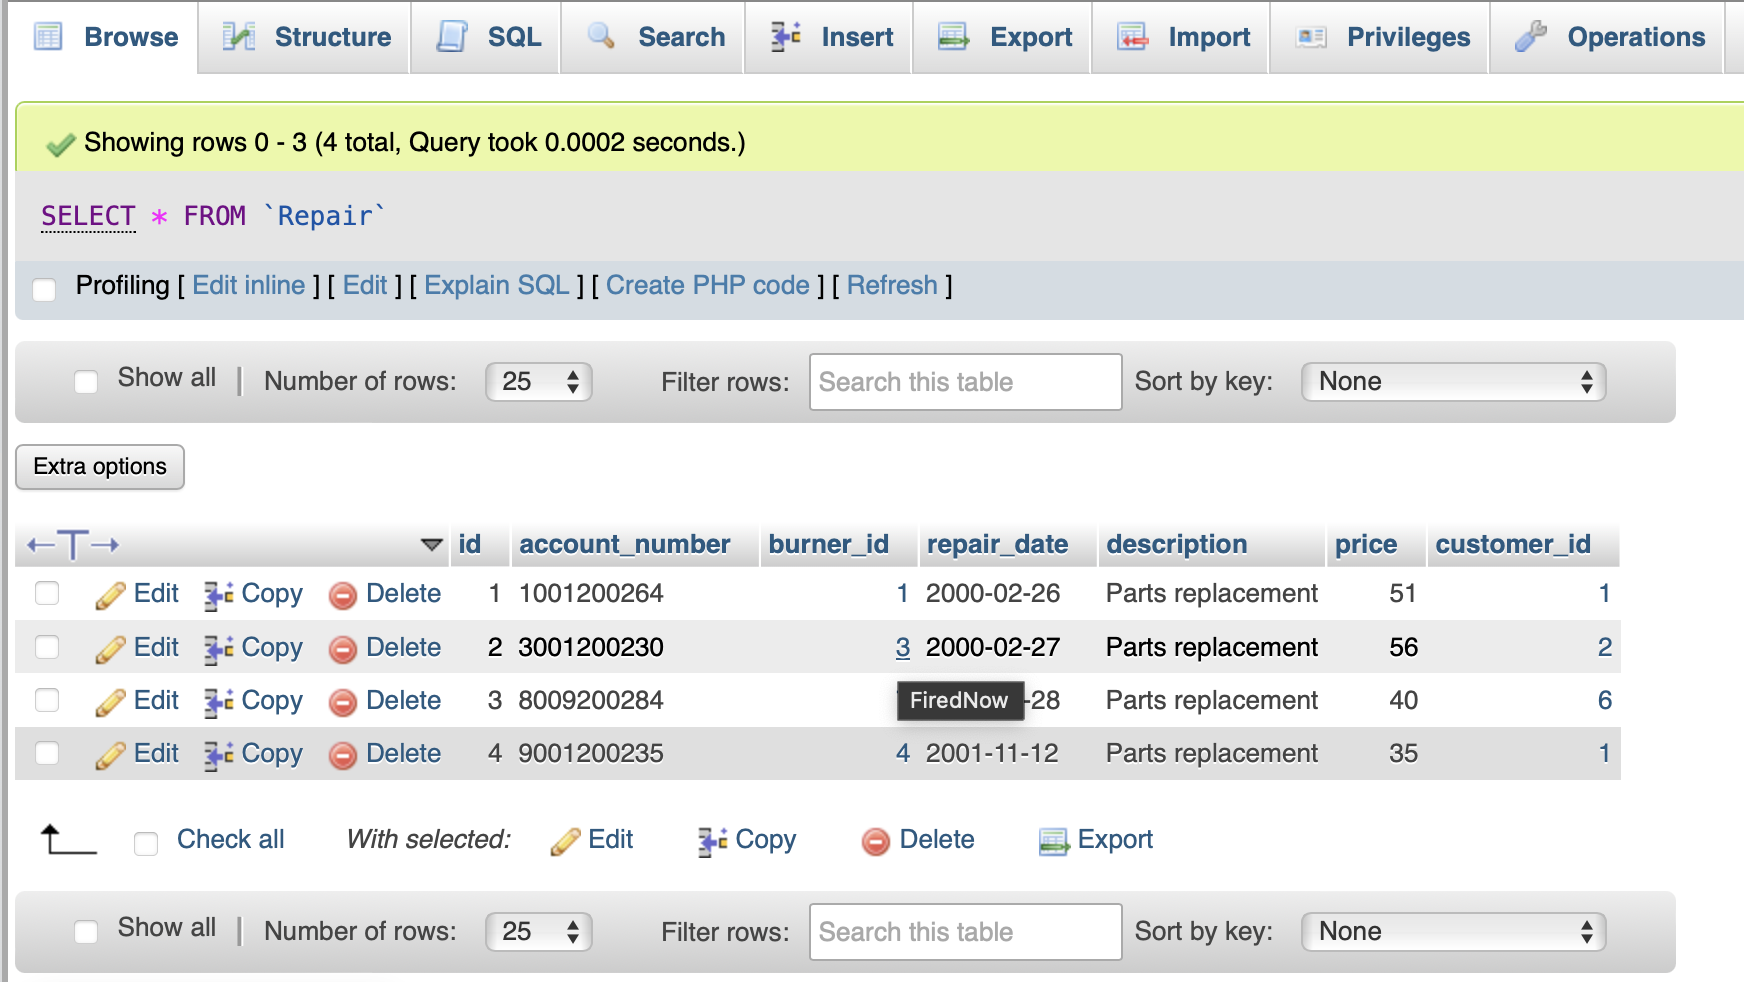 Browse Structure SQL Search Insert Export Import Privileges Operations
Showing rows 0 - 3 (4 total, Query took 0.0002 seconds.)
SELECT * FROM `Repair`
Profiling [ Edit inline ] [ Edit ] [ Explain SQL ] [ Create PHP code ] [ Refresh ]
Show all | Number of rows: 25 Filter rows: Search this table Sort by key: None
Extra options
←T→ id account_number burner_id repair_date description price customer_id
Edit Copy Delete 1 1001200264 1 2000-02-26 Parts replacement 51 1
Edit Copy Delete 2 3001200230 3 2000-02-27 Parts replacement 56 2
Edit Copy Delete 3 8009200284 FiredNow -28 Parts replacement 40 6
Edit Copy Delete 4 9001200235 4 2001-11-12 Parts replacement 35 1
Check all With selected: Edit Copy Delete Export
Show all | Number of rows: 25 Filter rows: Search this table Sort by key: None